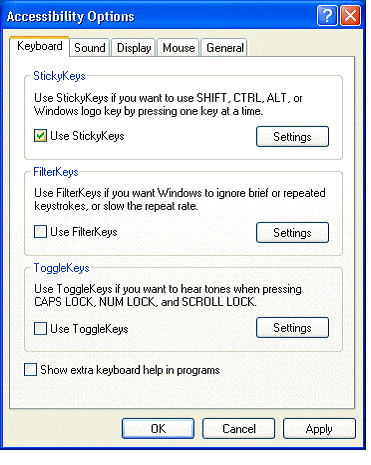 Accessibility Options
Keyboard Sound Display Mouse General
StickyKeys
Use StickyKeys if you want to use SHIFT, CTRL, ALT, or
Windows logo key by pressing one key at a time.
Use StickyKeys Settings
FilterKeys
Use FilterKeys if you want Windows to ignore brief or repeated
keystrokes, or slow the repeat rate.
Use FilterKeys Settings
ToggleKeys
Use ToggleKeys if you want to hear tones when pressing
CAPS LOCK, NUM LOCK, and SCROLL LOCK.
Use ToggleKeys Settings
Show extra keyboard help in programs
OK Cancel Apply